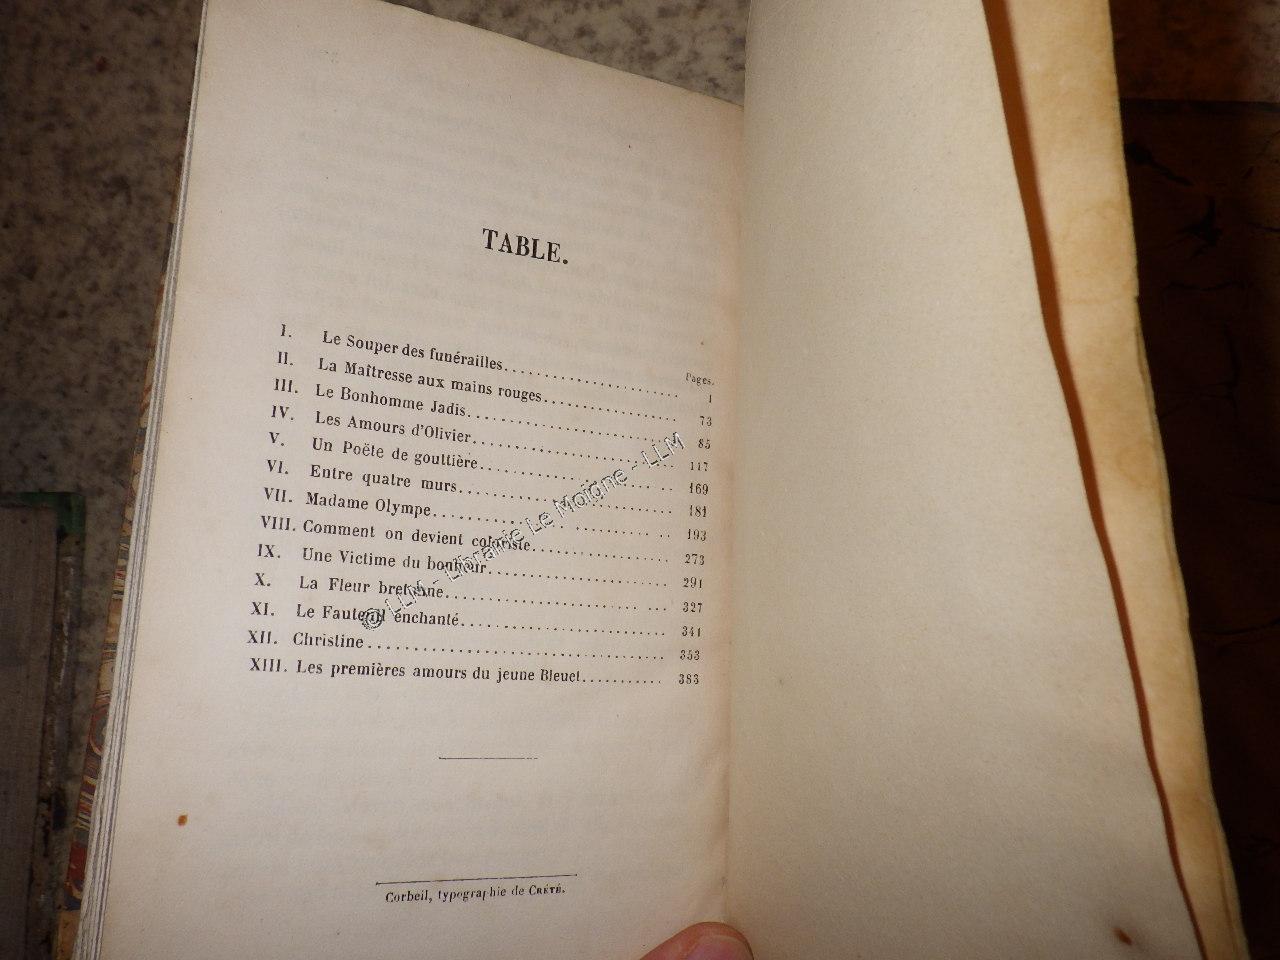 TABLE.
Pages.
I. Le Souper des funérailles..................... 1
II. La Maîtresse aux mains rouges................ 73
III. Le Bonhomme Jadis......................... 85
IV. Les Amours d'Olivier........................ 117
V. Un Poëte de gouttière........................ 169
VI. Entre quatre murs.......................... 181
VII. Madame Olympe........................... 193
VIII. Comment on devient coloriste................ 273
IX. Une Victime du bonheur...................... 291
X. La Fleur bretonne.......................... 327
XI. Le Fauteuil enchanté........................ 341
XII. Christine................................. 353
XIII. Les premières amours du jeune Bleuet........... 383
Corbeil, typographie de CRÉTÉ.
© LLM - Librairie Le Moigne - LLM